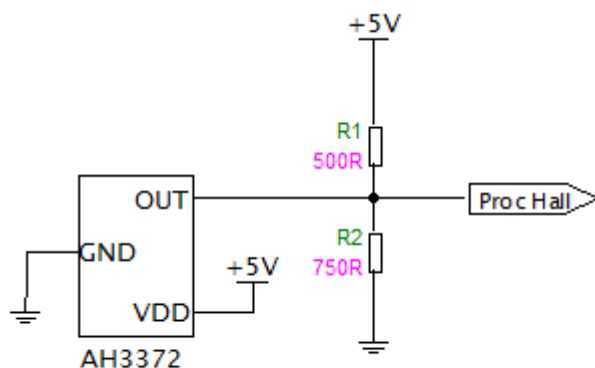 +5V
R1
500R
OUT
Proc Hall
GND
R2
+5V
750R
VDD
AH3372